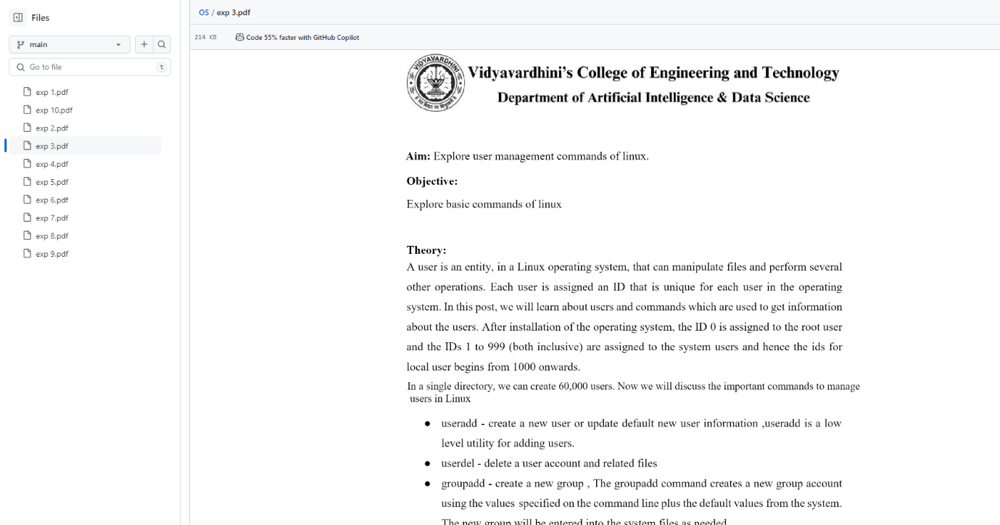 Files
main
Go to file
t
exp 1.pdf
exp 10.pdf
exp 2.pdf
exp 3.pdf
exp 4.pdf
exp 5.pdf
exp 6.pdf
exp 7.pdf
exp 8.pdf
exp 9.pdf
OS / exp 3.pdf
214 KB
Code 55% faster with GitHub Copilot
VIDYAVARDHINI
Vidyavardhini's College of Engineering and Technology
Department of Artificial Intelligence & Data Science
Aim: Explore user management commands of linux.
Objective:
Explore basic commands of linux
Theory:
A user is an entity, in a Linux operating system, that can manipulate files and perform several
other operations. Each user is assigned an ID that is unique for each user in the operating
system. In this post, we will learn about users and commands which are used to get information
about the users. After installation of the operating system, the ID 0 is assigned to the root user
and the IDs 1 to 999 (both inclusive) are assigned to the system users and hence the ids for
local user begins from 1000 onwards.
In a single directory, we can create 60,000 users. Now we will discuss the important commands to manage
users in Linux
● useradd - create a new user or update default new user information ,useradd is a low
level utility for adding users.
● userdel - delete a user account and related files
● groupadd - create a new group , The groupadd command creates a new group account
using the values specified on the command line plus the default values from the system.
The new group will be entered into the system files as needed